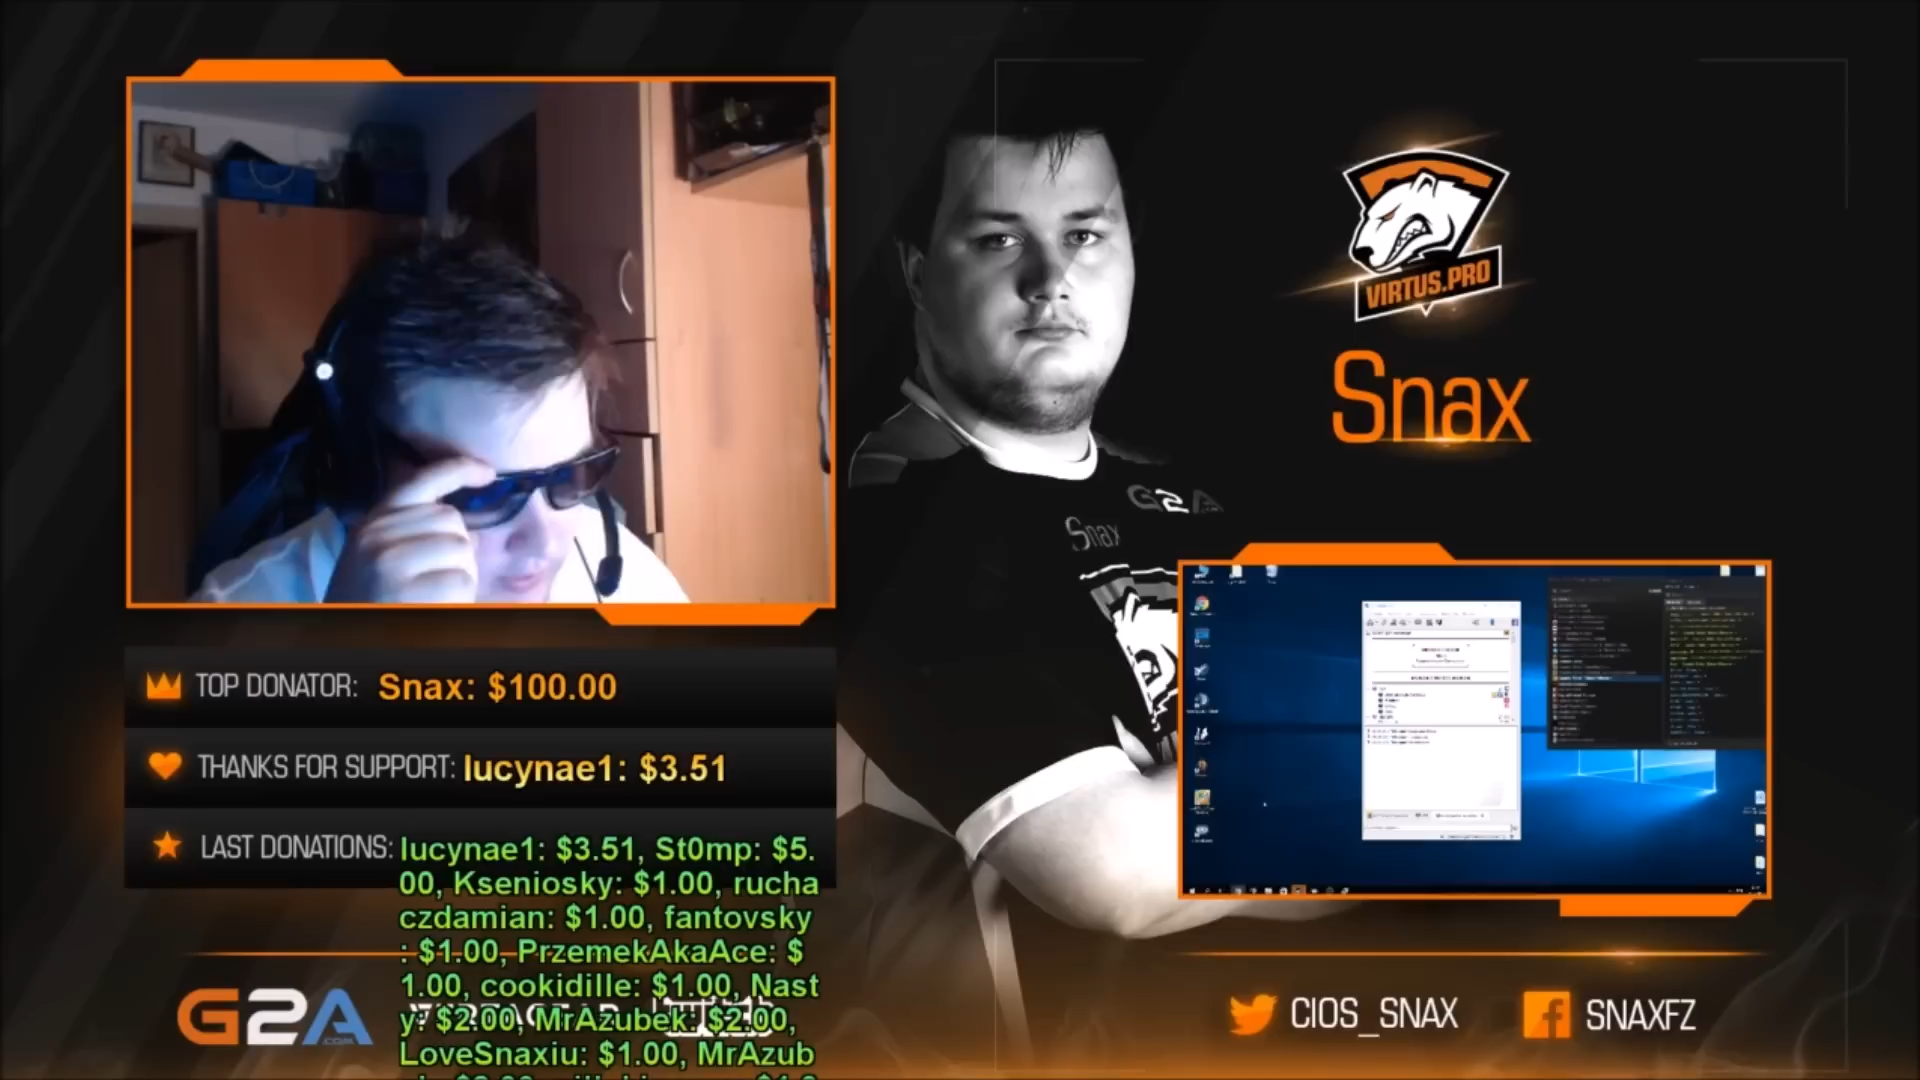 VIRTUS.PRO
Snax
G2A
Snax
TOP DONATOR: Snax: $100.00
THANKS FOR SUPPORT: lucynae1: $3.51
LAST DONATIONS: lucynae1: $3.51, St0mp: $5.
00, Kseniosky: $1.00, rucha
czdamian: $1.00, fantovsky
: $1.00, PrzemekAkaAce: $
1.00, cookidille: $1.00, Nast
y: $2.00, MrAzubek: $2.00,
LoveSnaxiu: $1.00, MrAzub
G2A
.COM
CIOS_SNAX
SNAXFZ